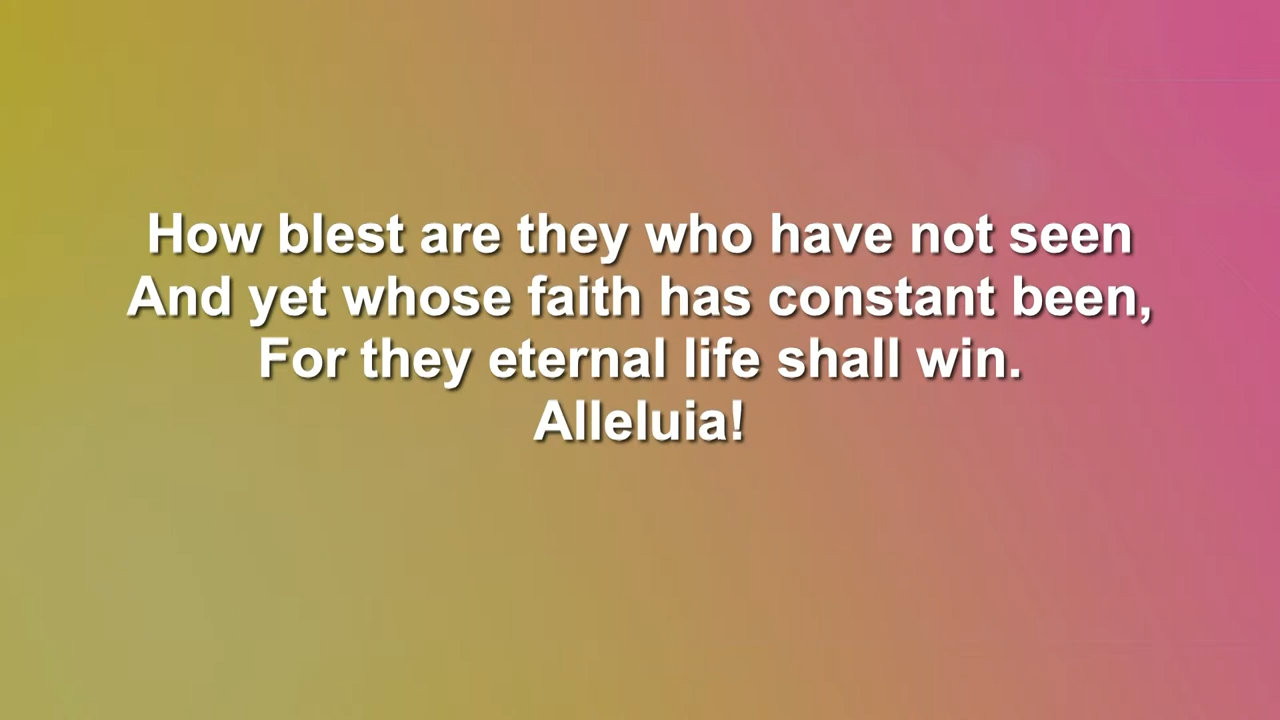 How blest are they who have not seen
And yet whose faith has constant been,
For they eternal life shall win.
Alleluia!